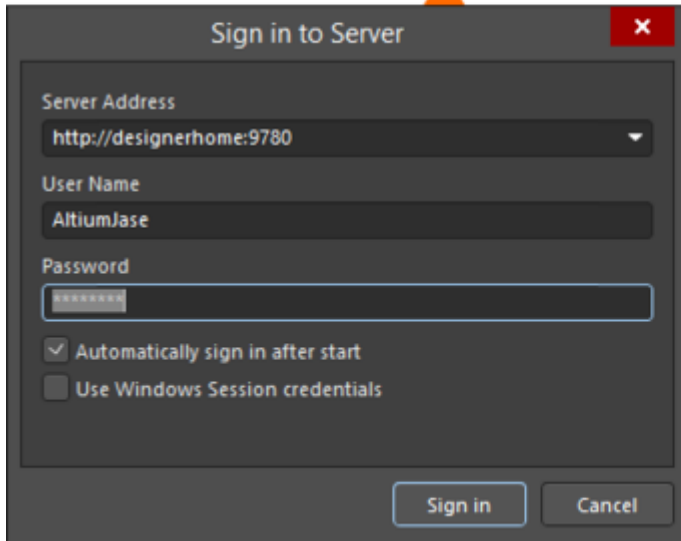 Sign in to Server
Server Address
http://designerhome:9780
User Name
AltiumJase
Password
********
Automatically sign in after start
Use Windows Session credentials
Sign in Cancel